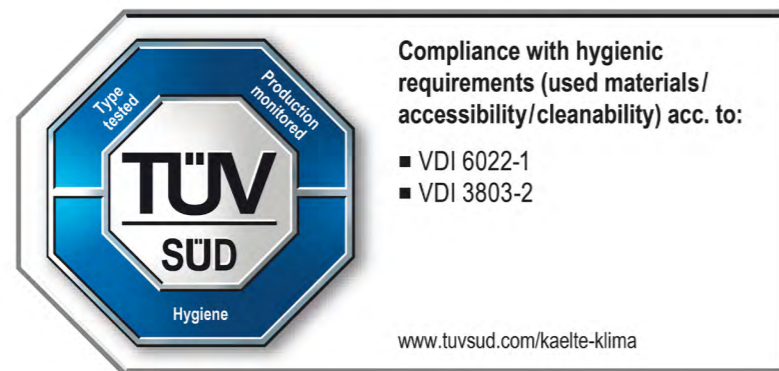 Type
tested
Production
monitored
TÜV
SÜD
Hygiene
Compliance with hygienic
requirements (used materials/
accessibility/cleanability) acc. to:
■ VDI 6022-1
■ VDI 3803-2
www.tuvsud.com/kaelte-klima